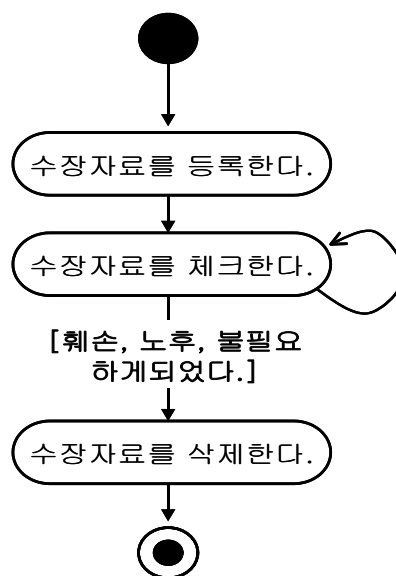 수장자료를 등록한다.
수장자료를 체크한다.
[훼손, 노후, 불필요
하게되었다.]
수장자료를 삭제한다.